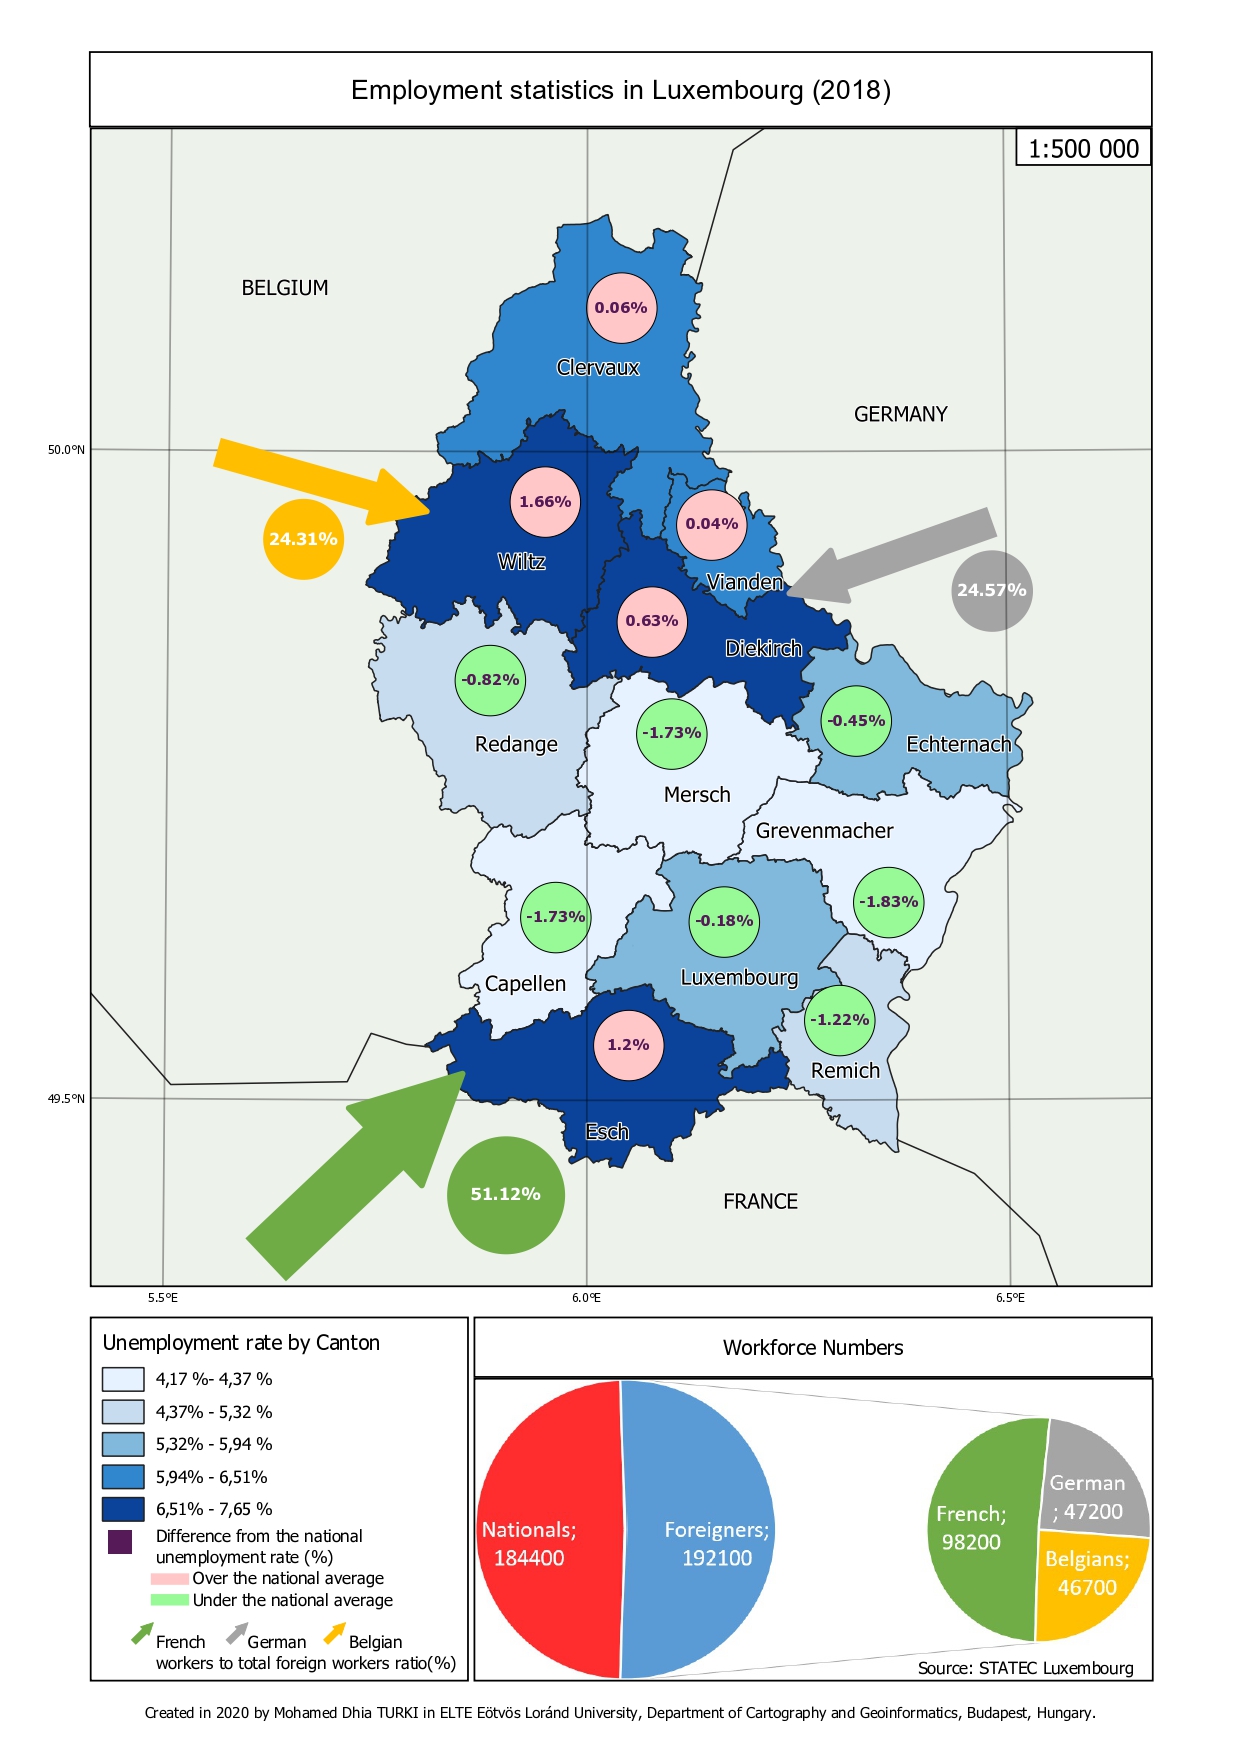 Employment statistics in Luxembourg (2018)
1:500 000
BELGIUM
0.06%
Clervaux
GERMANY
50.0°N
1.66%
24.31%
0.04%
Wiltz
Vianden
24.57%
0.63%
Diekirch
-0.82%
-0.45%
-1.73%
Redange
Echternach
Mersch
Grevenmacher
-1.83%
-1.73%
-0.18%
Luxembourg
Capellen
-1.22%
1.2%
Remich
49.5°N
Esch
51.12%
FRANCE
5.5°E
6.0°E
6.5°E
Unemployment rate by Canton
4,17 %- 4,37 %
4,37% - 5,32 %
5,32% - 5,94 %
5,94% - 6,51%
6,51% - 7,65 %
Difference from the national
unemployment rate (%)
Over the national average
Under the national average
French
German
Belgian
workers to total foreign workers ratio(%)
Workforce Numbers
Nationals;
184400
Foreigners;
192100
French;
98200
German
; 47200
Belgians;
46700
Source: STATEC Luxembourg
Created in 2020 by Mohamed Dhia TURKI in ELTE Eötvös Loránd University, Department of Cartography and Geoinformatics, Budapest, Hungary.